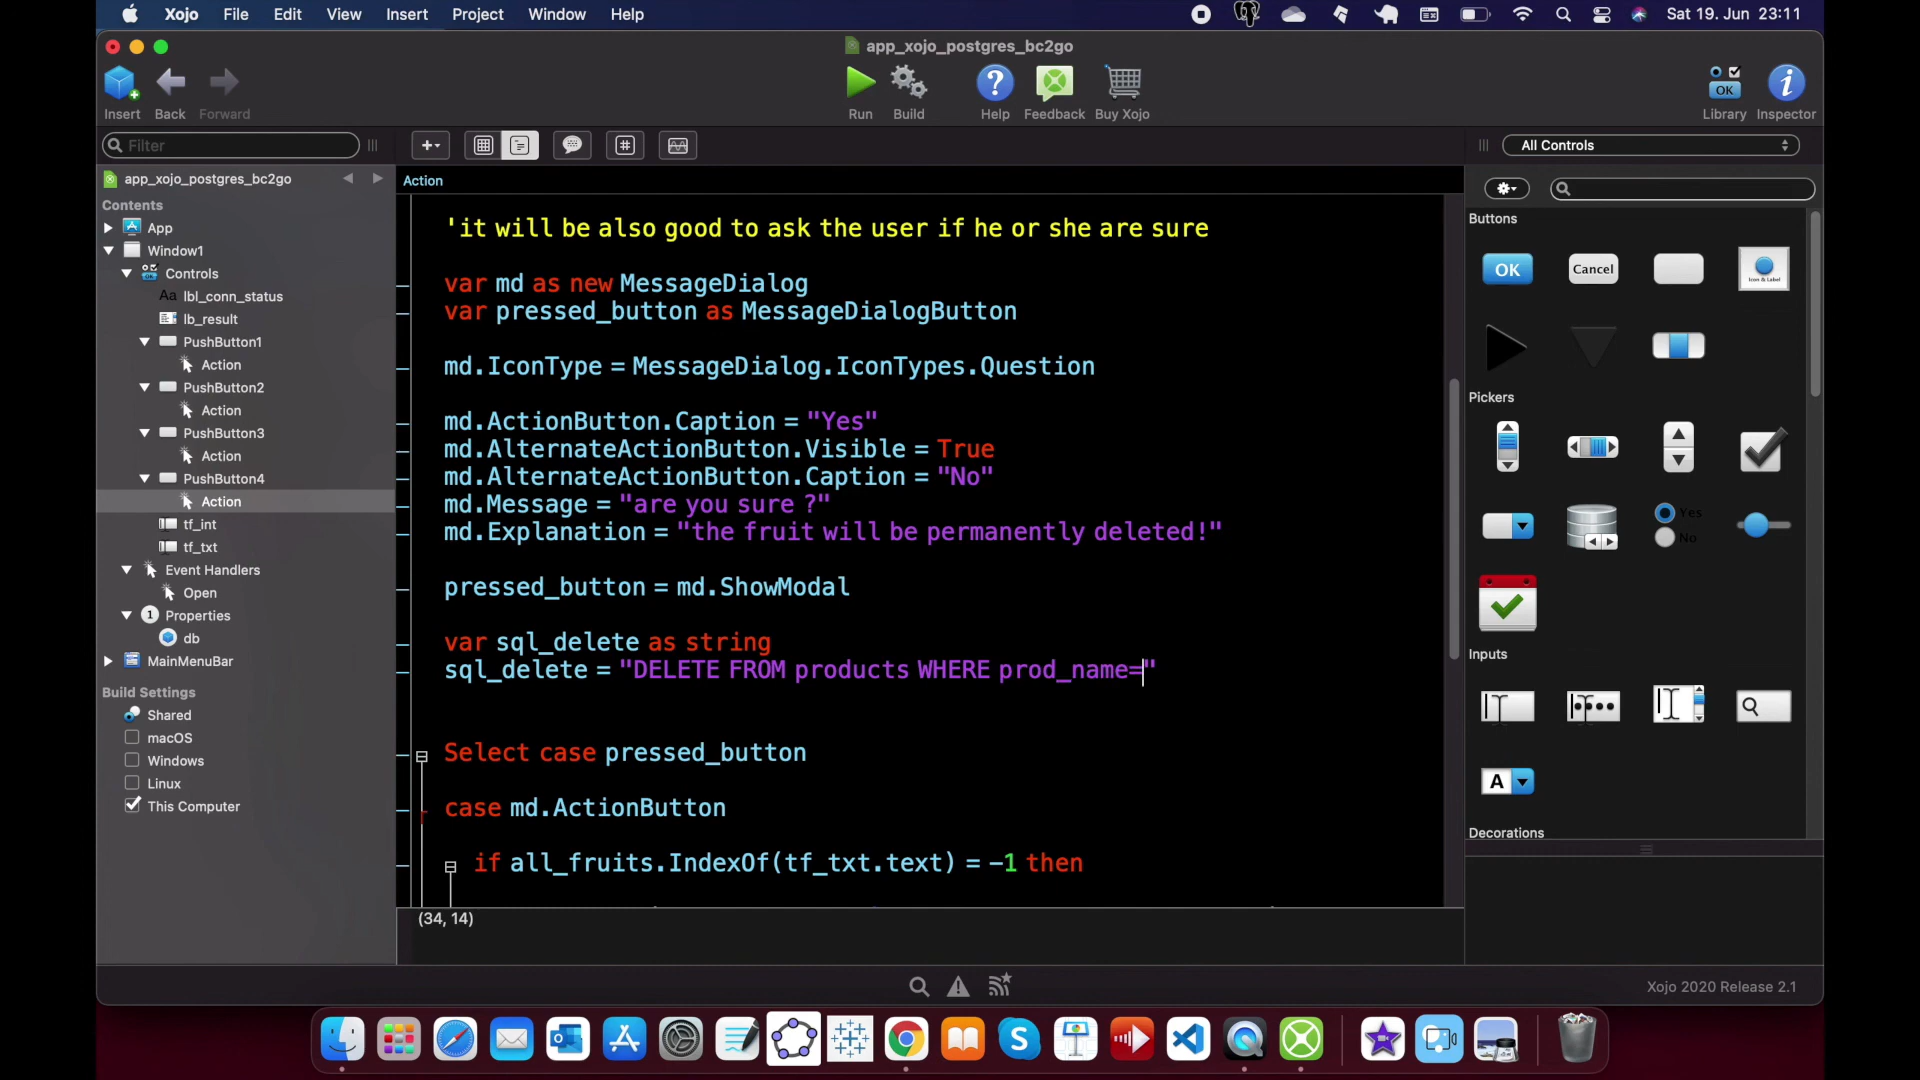 Xojo File Edit View Insert Project Window Help Sat 19. Jun 23:11
app_xojo_postgres_bc2go
Insert Back Forward Run Build Help Feedback Buy Xojo OK Library Inspector
Filter All Controls
app_xojo_postgres_bc2go
Action
Contents
App
Window1
Controls
lbl_conn_status
lb_result
PushButton1
Action
PushButton2
Action
PushButton3
Action
PushButton4
Action
tf_int
tf_txt
Event Handlers
Open
Properties
db
MainMenuBar
Build Settings
Shared
macOS
Windows
Linux
This Computer
'it will be also good to ask the user if he or she are sure
var md as new MessageDialog
var pressed_button as MessageDialogButton
md.IconType = MessageDialog.IconTypes.Question
md.ActionButton.Caption = "Yes"
md.AlternateActionButton.Visible = True
md.AlternateActionButton.Caption = "No"
md.Message = "are you sure ?"
md.Explanation = "the fruit will be permanently deleted!"
pressed_button = md.ShowModal
var sql_delete as string
sql_delete = "DELETE FROM products WHERE prod_name="
Select case pressed_button
case md.ActionButton
if all_fruits.IndexOf(tf_txt.text) = -1 then
(34, 14)
Buttons
OK Cancel Icon & Label
Pickers
Yes
No
Inputs
A
Decorations
Xojo 2020 Release 2.1